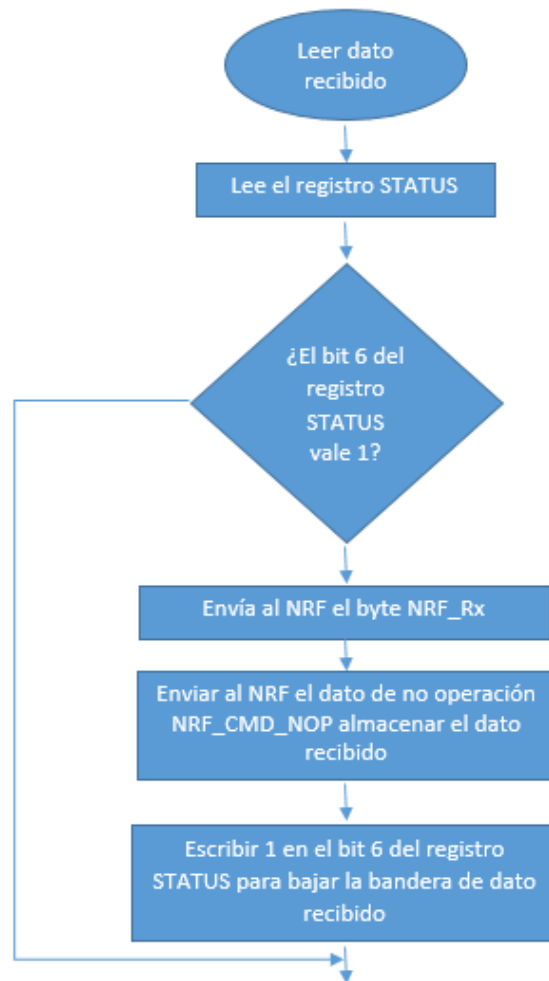 Leer dato
recibido
Lee el registro STATUS
¿El bit 6 del
registro
STATUS
vale 1?
Envía al NRF el byte NRF_Rx
Enviar al NRF el dato de no operación
NRF_CMD_NOP almacenar el dato
recibido
Escribir 1 en el bit 6 del registro
STATUS para bajar la bandera de dato
recibido